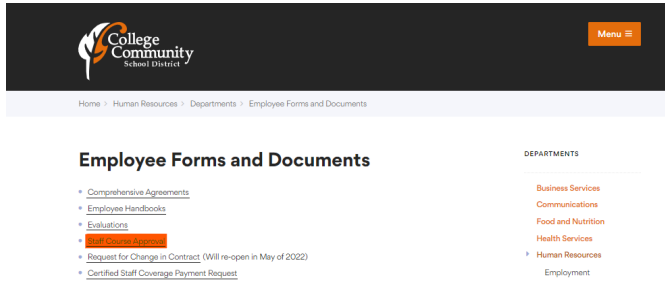 College
Community
School District
Menu ≡
Home > Human Resources > Departments > Employee Forms and Documents
Employee Forms and Documents
Comprehensive Agreements
Employee Handbooks
Evaluations
Staff Course Approval
Request for Change in Contract (Will re-open in May of 2022)
Certified Staff Coverage Payment Request
DEPARTMENTS
Business Services
Communications
Food and Nutrition
Health Services
Human Resources
Employment